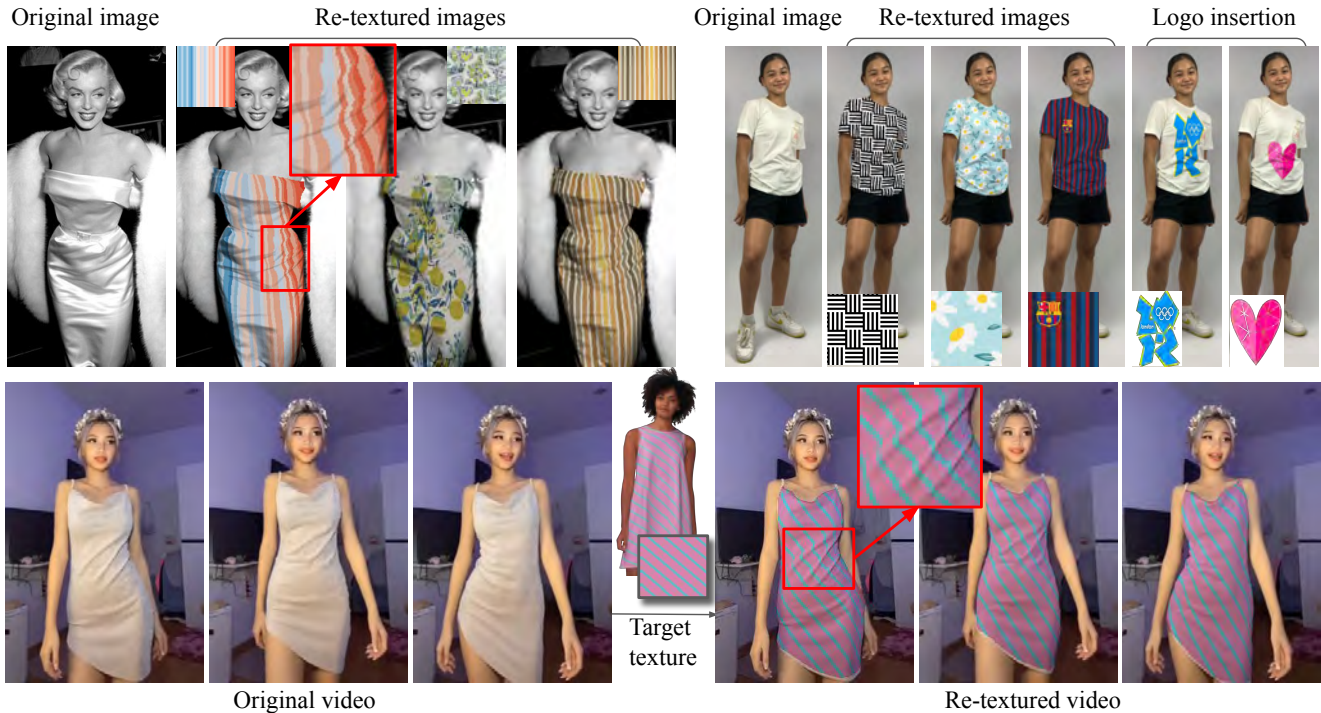 Original image
Re-textured images
Original image
Re-textured images
Logo insertion
london
Target
texture
Original video
Re-textured video